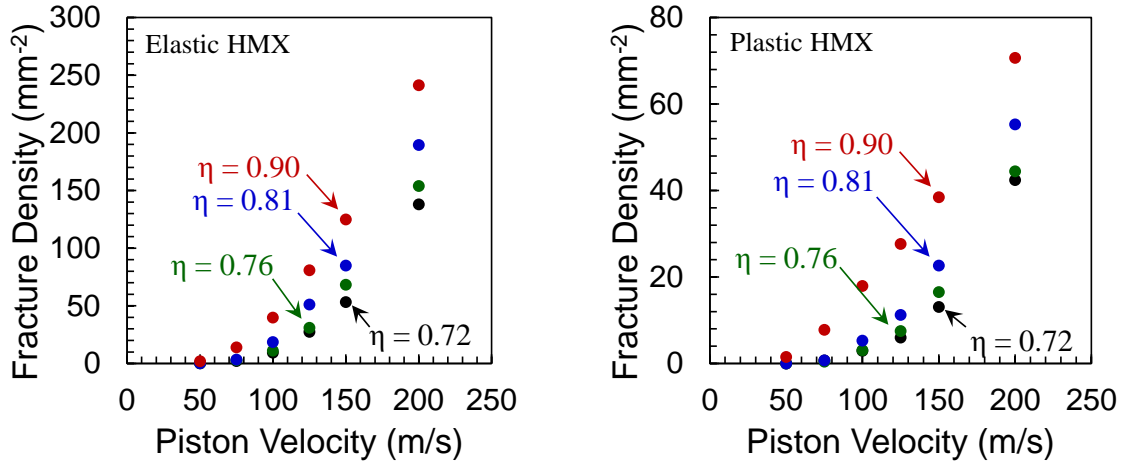 Elastic HMX
Fracture Density (mm-2)
300
250
200
150
100
50
0
η = 0.90
η = 0.81
η = 0.76
η = 0.72
0 50 100 150 200 250
Piston Velocity (m/s)
Plastic HMX
Fracture Density (mm-2)
80
60
40
20
0
η = 0.90
η = 0.81
η = 0.76
η = 0.72
0 50 100 150 200 250
Piston Velocity (m/s)